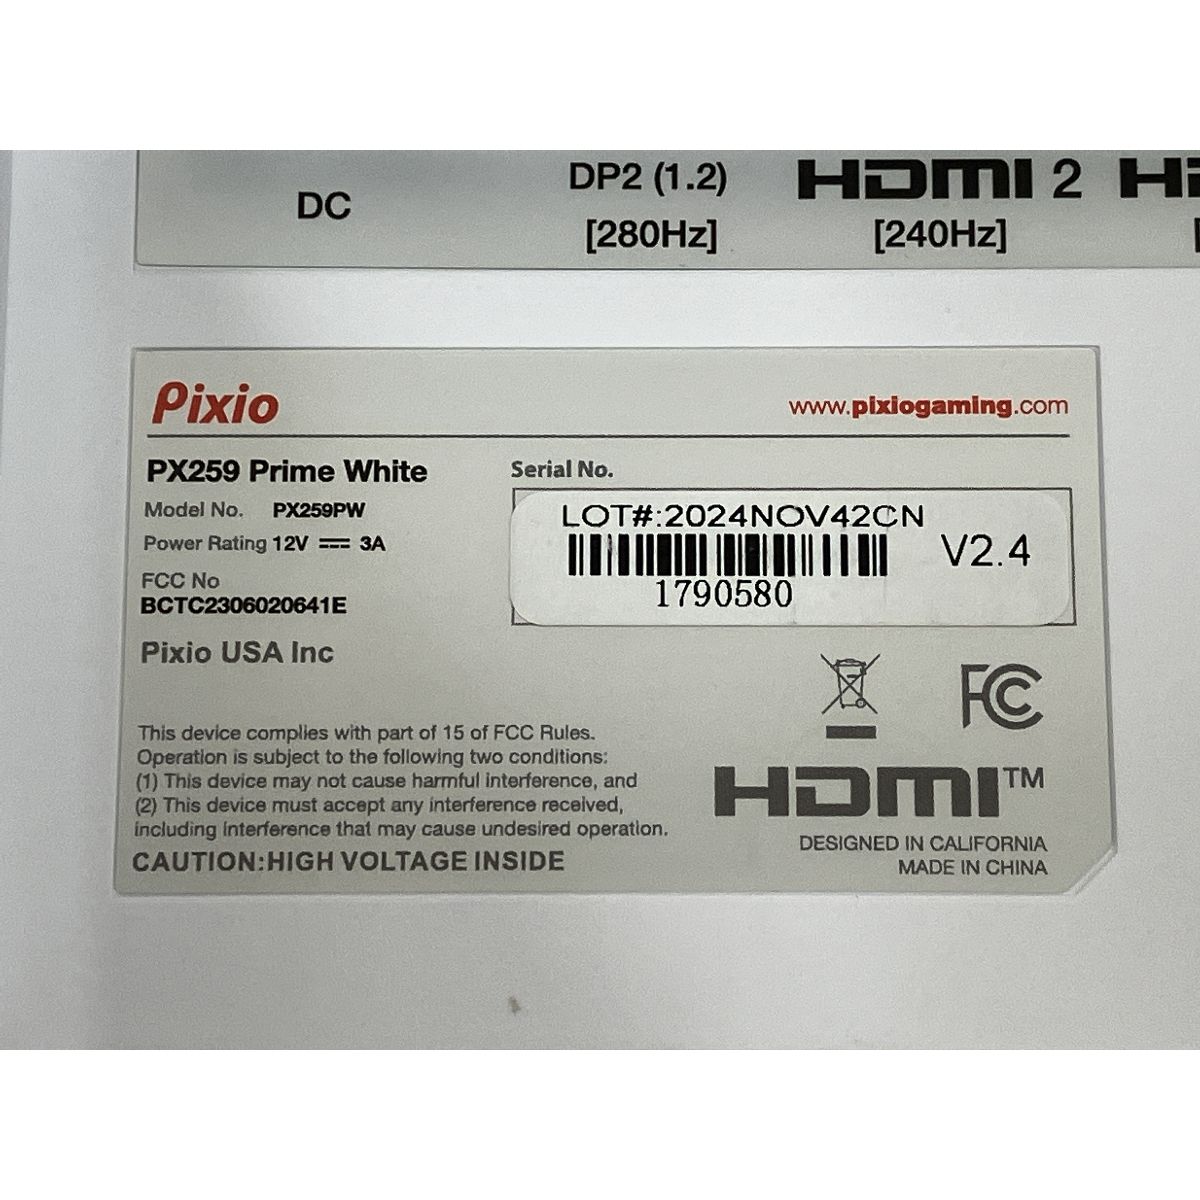 DC
DP2 (1.2)
[280Hz]
HDMI 2
[240Hz]
Pixio
www.pixiogaming.com
PX259 Prime White
Model No. PX259PW
Power Rating 12V 3A
FCC No
BCTC2306020641E
Pixio USA Inc
Serial No.
LOT#:2024NOV42CN
1790580
V2.4
This device complies with part of 15 of FCC Rules.
Operation is subject to the following two conditions:
(1) This device may not cause harmful interference, and
(2) This device must accept any interference received,
including interference that may cause undesired operation.
CAUTION:HIGH VOLTAGE INSIDE
FC
HDMI™
DESIGNED IN CALIFORNIA
MADE IN CHINA